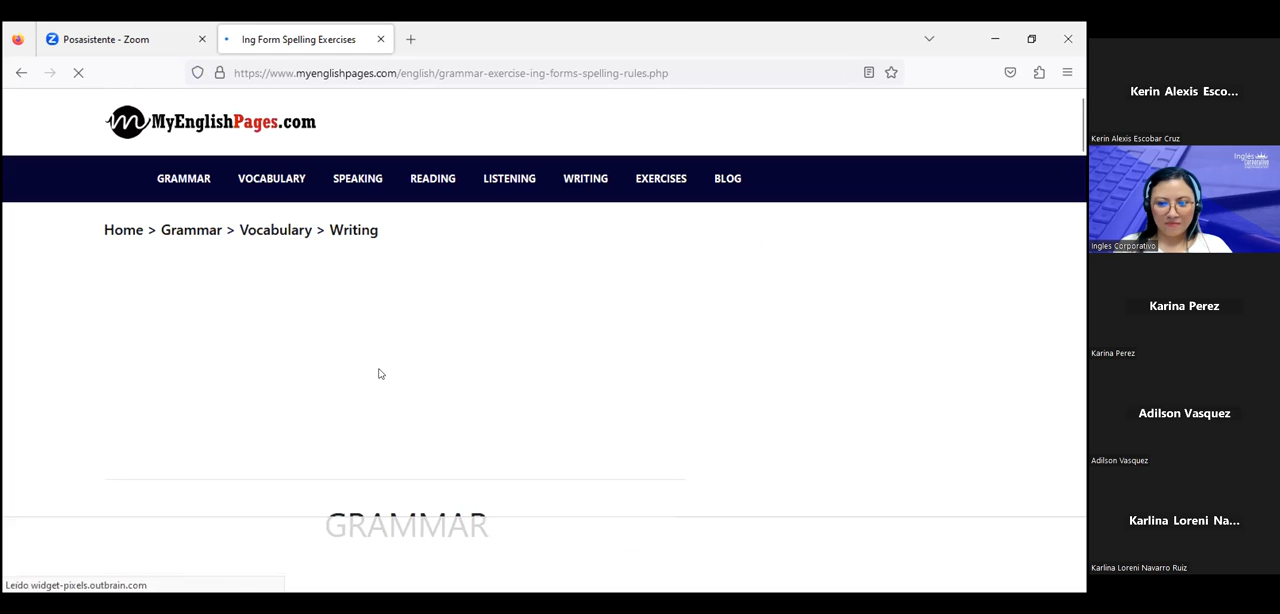 Posasistente - Zoom
Ing Form Spelling Exercises
https://www.myenglishpages.com/english/grammar-exercise-ing-forms-spelling-rules.php
MyEnglishPages.com
GRAMMAR VOCABULARY SPEAKING READING LISTENING WRITING EXERCISES BLOG
Home > Grammar > Vocabulary > Writing
GRAMMAR
Leído widget-pixels.outbrain.com
Kerin Alexis Esco...
Kerin Alexis Escobar Cruz
Inglés
Corporativo
Ingles Corporativo
Karina Perez
Karina Perez
Adilson Vasquez
Adilson Vasquez
Karlina Loreni Na...
Karlina Loreni Navarro Ruiz